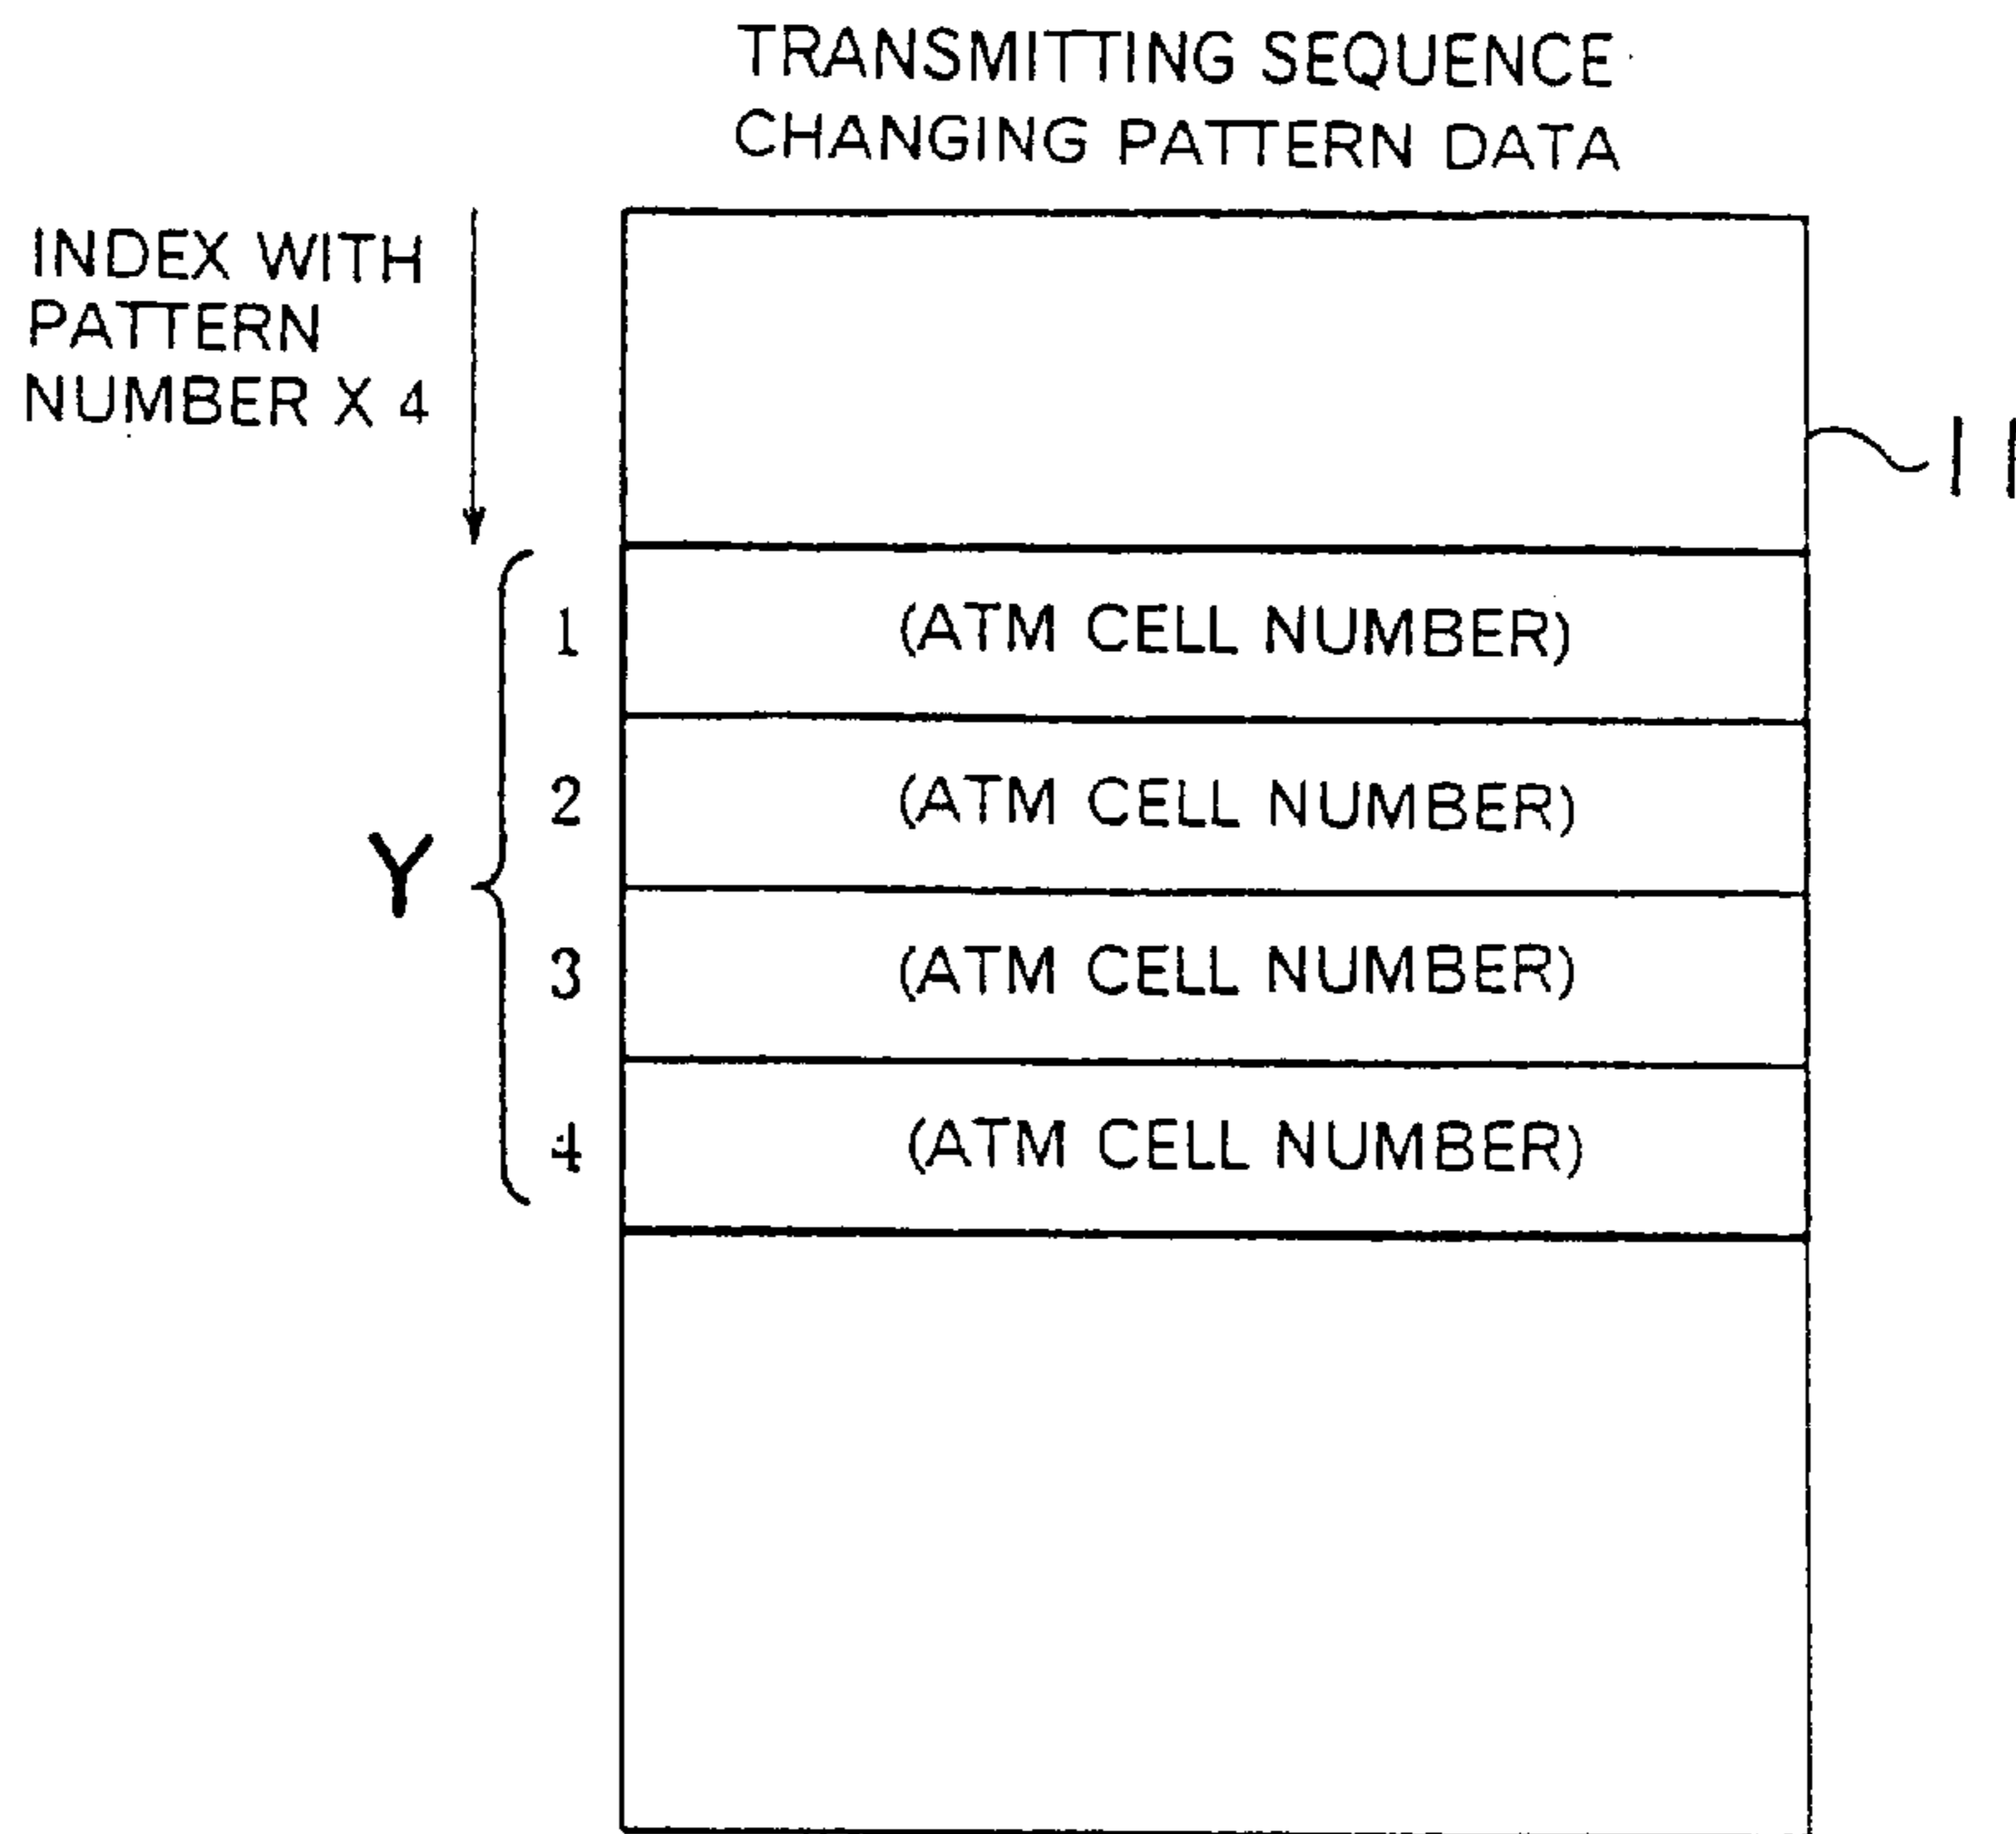 TRANSMITTING SEQUENCE
CHANGING PATTERN DATA
INDEX WITH
PATTERN
NUMBER X 4
11
1 (ATM CELL NUMBER)
2 (ATM CELL NUMBER)
Y
3 (ATM CELL NUMBER)
4 (ATM CELL NUMBER)